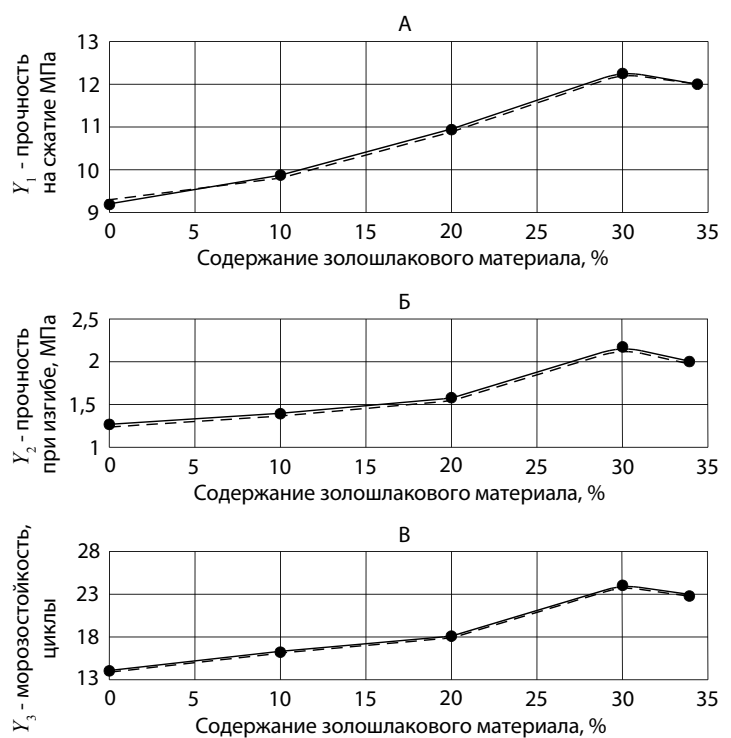 А
Y1 - прочность
на сжатие МПа
13
12
11
10
9
0 5 10 15 20 25 30 35
Содержание золошлакового материала, %
Б
Y2 - прочность
при изгибе, МПа
2,5
2
1,5
1
0 5 10 15 20 25 30 35
Содержание золошлакового материала, %
В
Y3 - морозостойкость,
циклы
28
23
18
13
0 5 10 15 20 25 30 35
Содержание золошлакового материала, %